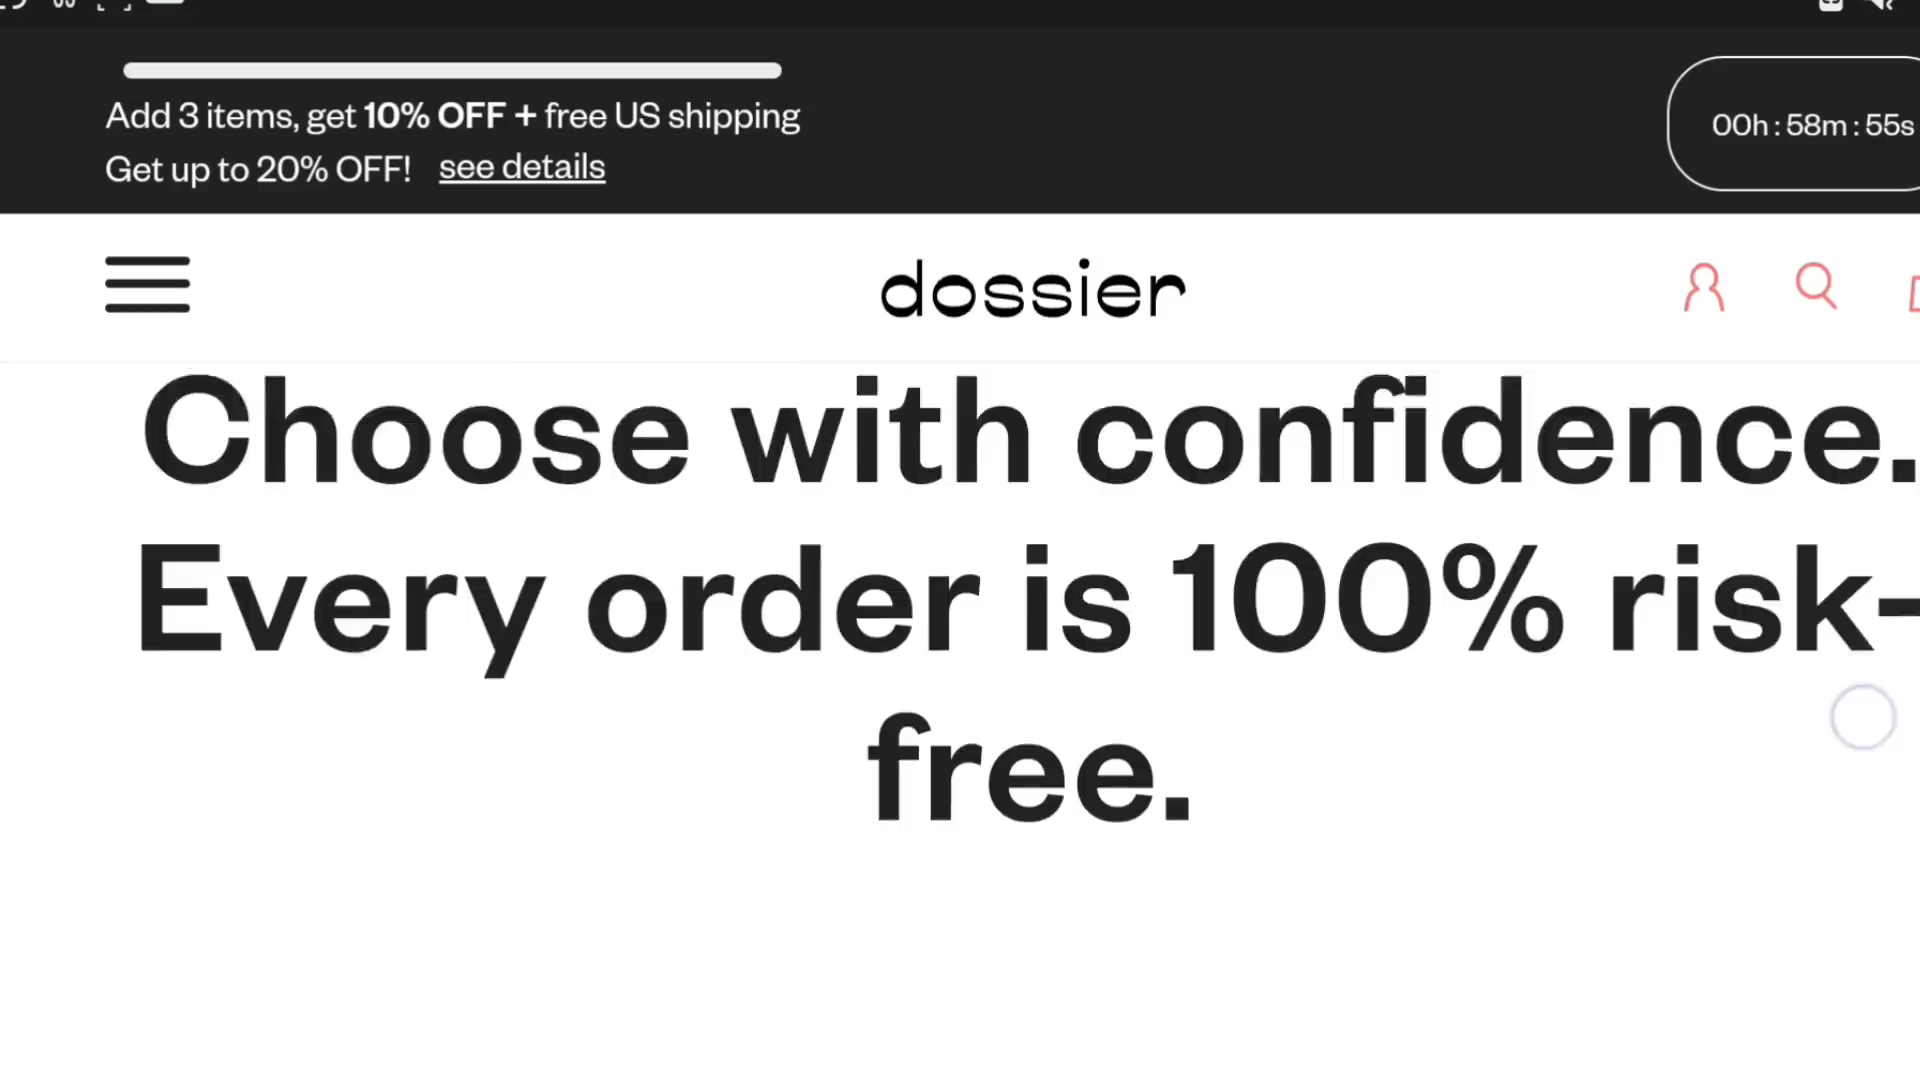 Add 3 items, get 10% OFF + free US shipping
Get up to 20% OFF! see details
00h : 58m : 55s
dossier
Choose with confidence.
Every order is 100% risk-
free.